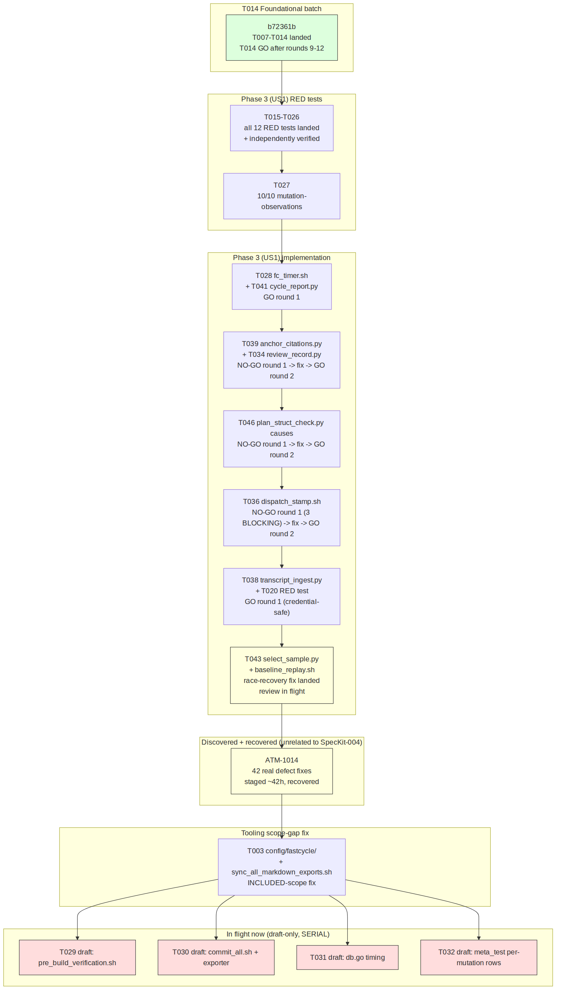 T014 Foundational batch
b72361b
T007-T014 landed
T014 GO after rounds 9-12
Phase 3 (US1) RED tests
T015-T026
all 12 RED tests landed
+ independently verified
T027
10/10 mutation-
observations
Phase 3 (US1) implementation
T028 fc_timer.sh
+ T041 cycle_report.py
GO round 1
T039 anchor_citations.py
+ T034 review_record.py
NO-GO round 1 -> fix -> GO
round 2
T046 plan_struct_check.py
causes
NO-GO round 1 -> fix -> GO
round 2
T036 dispatch_stamp.sh
NO-GO round 1 (3
BLOCKING) -> fix -> GO
round 2
T038 transcript_ingest.py
+ T020 RED test
GO round 1 (credential-
safe)
T043 select_sample.py
+ baseline_replay.sh
race-recovery fix landed
review in flight
Discovered + recovered (unrelated to SpecKit-004)
ATM-1014
42 real defect fixes
staged ~42h, recovered
Tooling scope-gap fix
T003 config/fastcycle/
+
sync_all_markdown_exports.sh
INCLUDED-scope fix
In flight now (draft-only, SERIAL)
T029 draft:
pre_build_verification.sh
T030 draft: commit_all.sh +
exporter
T031 draft: db.go timing
T032 draft: meta_test per-
mutation rows